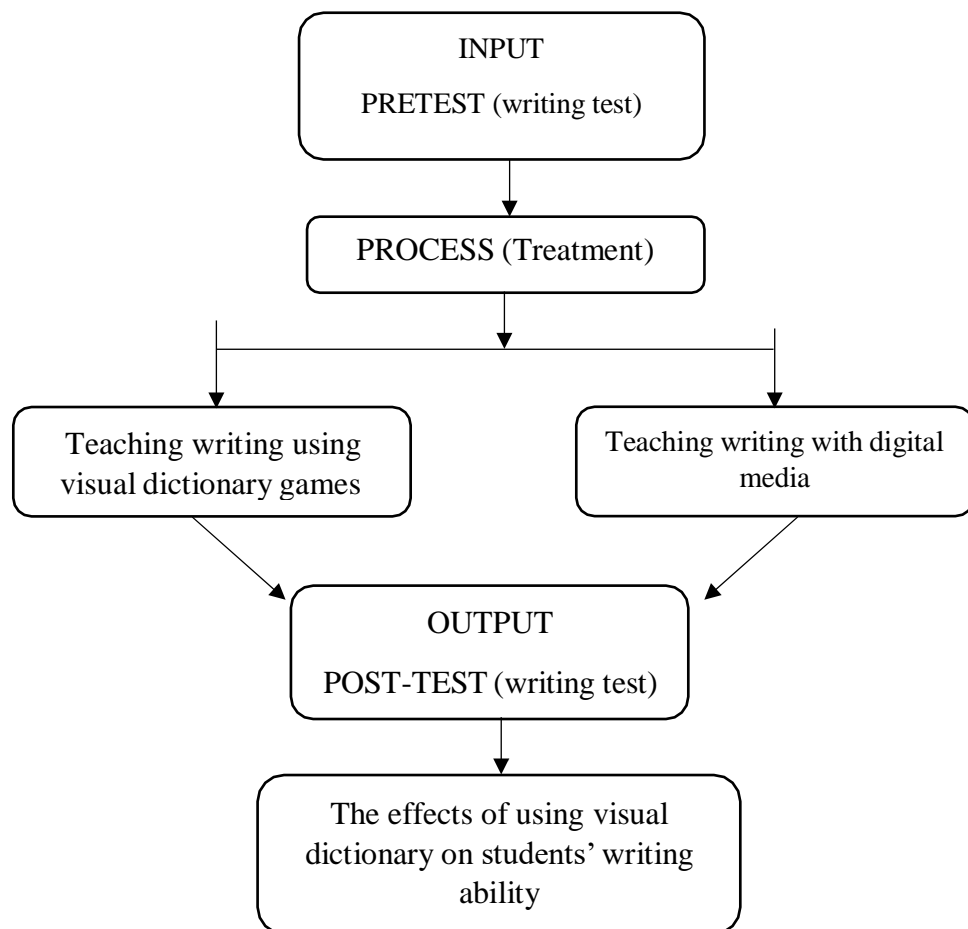 INPUT
PRETEST (writing test)
PROCESS (Treatment)
Teaching writing using
visual dictionary games
Teaching writing with digital
media
OUTPUT
POST-TEST (writing test)
The effects of using visual
dictionary on students’ writing
ability